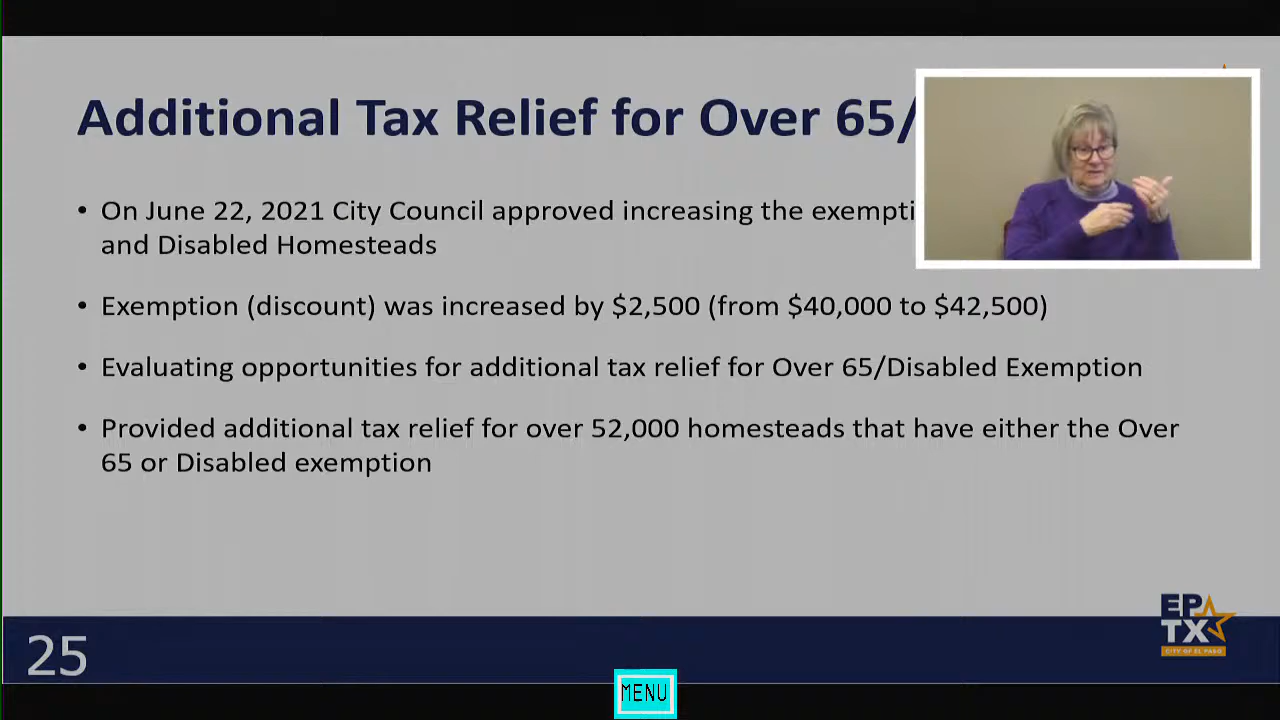 Additional Tax Relief for Over 65/
• On June 22, 2021 City Council approved increasing the exempti
and Disabled Homesteads
• Exemption (discount) was increased by $2,500 (from $40,000 to $42,500)
• Evaluating opportunities for additional tax relief for Over 65/Disabled Exemption
• Provided additional tax relief for over 52,000 homesteads that have either the Over
65 or Disabled exemption
EP
TX
CITY OF EL PASO
25
MENU